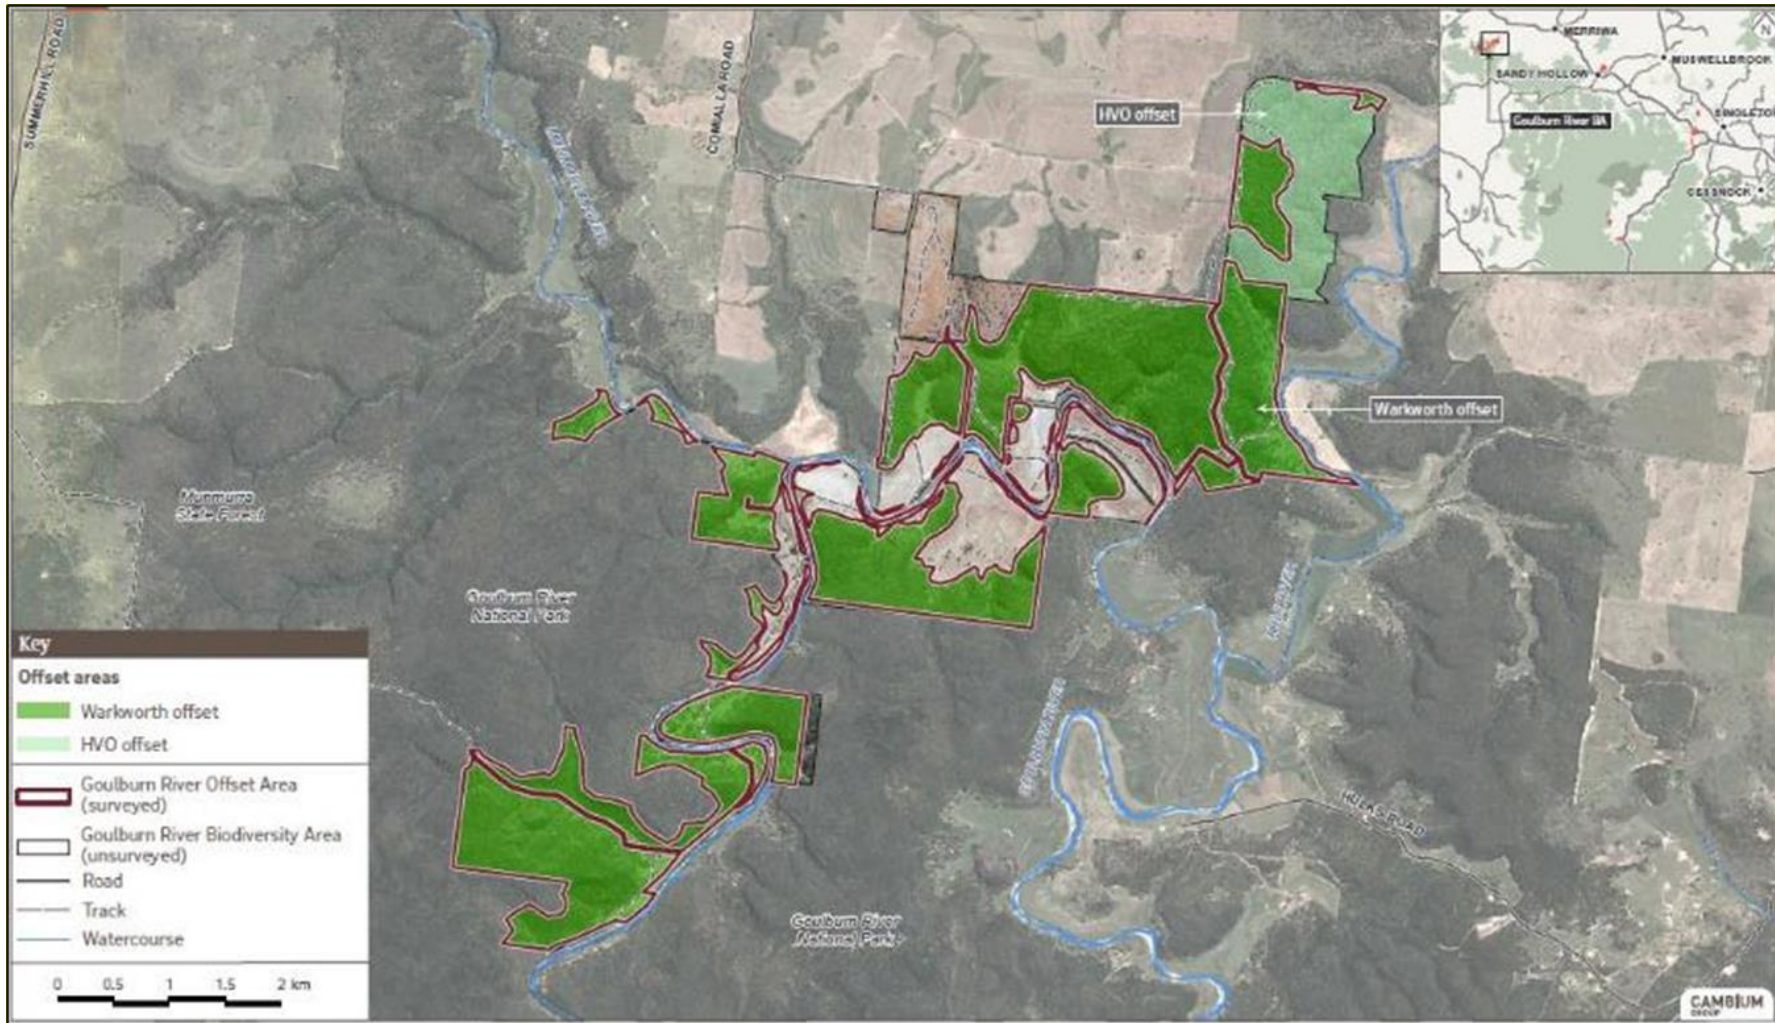 SUMMERHILL ROAD
COMIALLA ROAD
HVO offset
MERRIWA
MUSWELLBROOK
SANDY HOLLOW
SINGLETON
Goulburn River BA
CESSNOCK
N
Warkworth offset
Munmurra
State Forest
Goulburn River
National Park
GOULBURN RIVER
HULKS ROAD
Goulburn River
National Park
Key
Offset areas
Warkworth offset
HVO offset
Goulburn River Offset Area
(surveyed)
Goulburn River Biodiversity Area
(unsurveyed)
Road
Track
Watercourse
0 0.5 1 1.5 2 km
CAMBIUM
GROUP